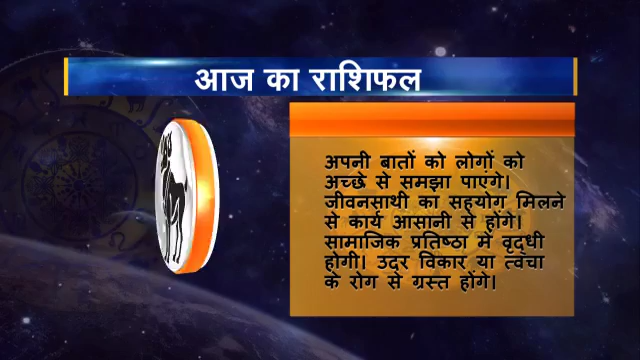 आज का राशिफल
अपनी बातों को लोगों को
अच्छे से समझा पाएंगे।
जीवनसाथी का सहयोग मिलने
से कार्य आसानी से होंगे।
सामाजिक प्रतिष्ठा में वृद्धी
होगी। उदर विकार या त्वचा
के रोग से ग्रस्त होंगे।